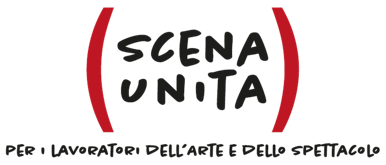 SCENA
UNITA
PER I LAVORATORI DELL'ARTE E DELLO SPETTACOLO